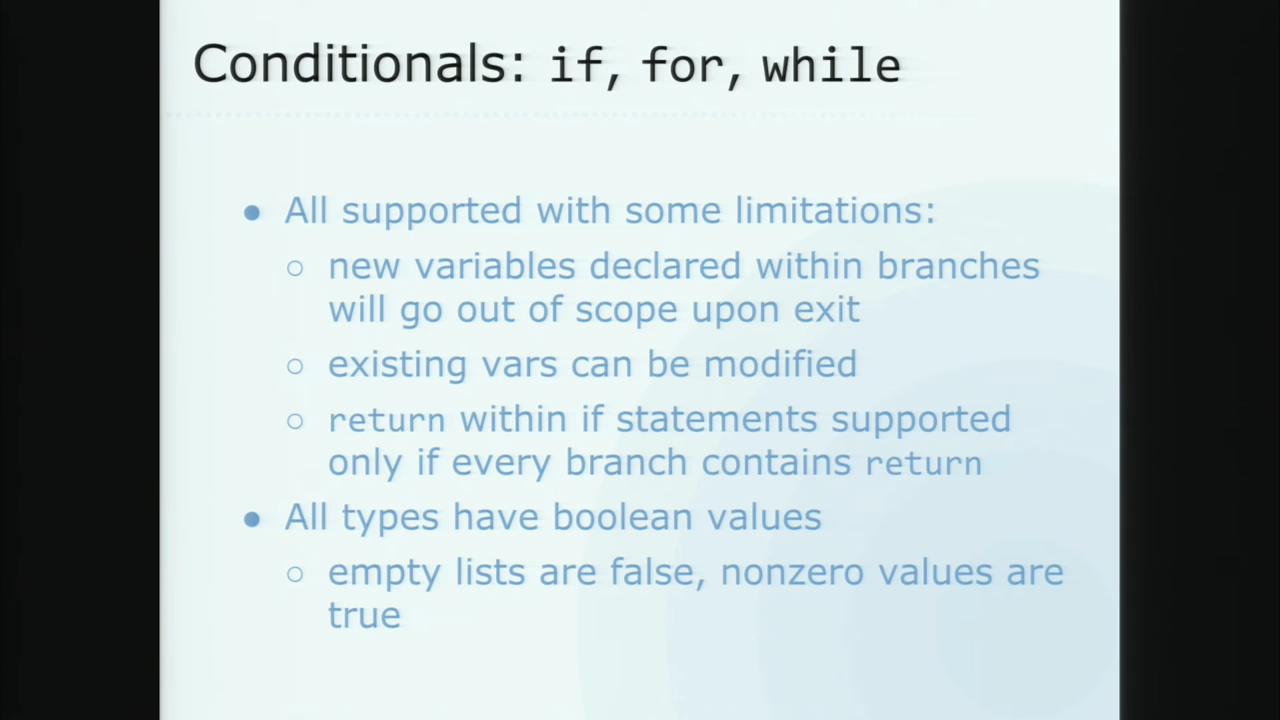 Conditionals: if, for, while
● All supported with some limitations:
○ new variables declared within branches
will go out of scope upon exit
○ existing vars can be modified
○ return within if statements supported
only if every branch contains return
● All types have boolean values
○ empty lists are false, nonzero values are
true